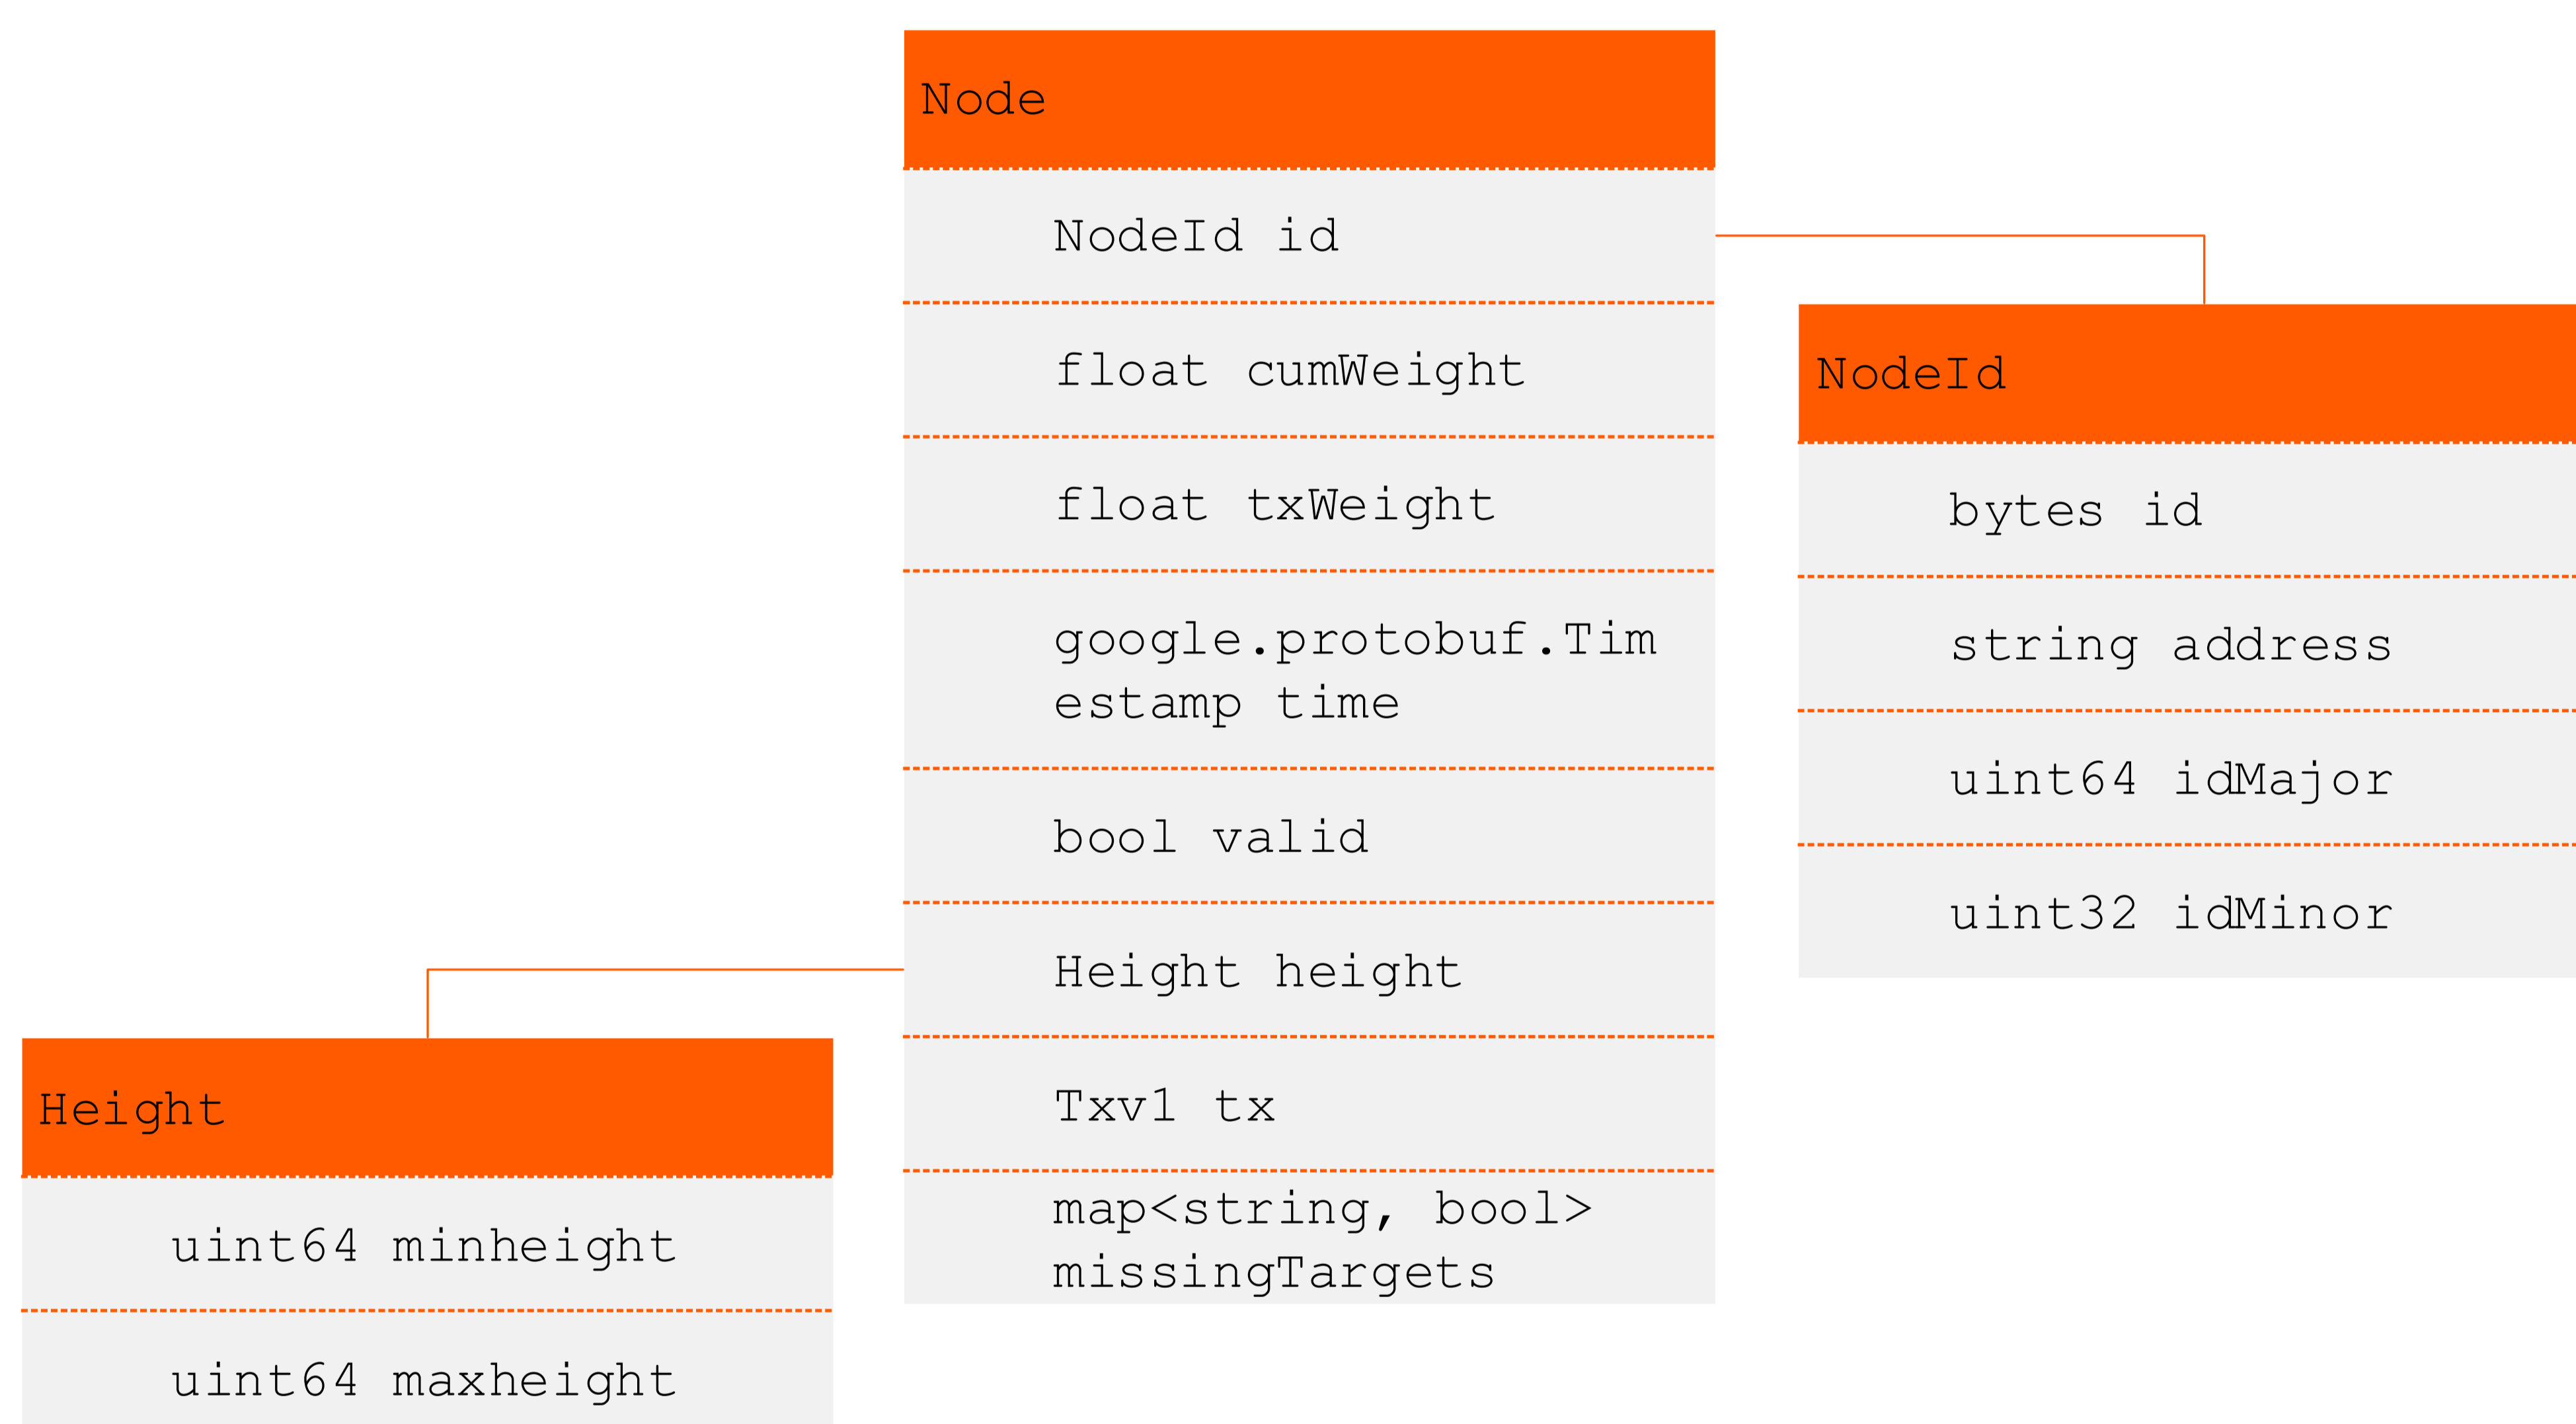 Node
NodeId id
float cumWeight
float txWeight
google.protobuf.Tim
estamp time
bool valid
Height height
Txv1 tx
map<string, bool>
missingTargets
NodeId
bytes id
string address
uint64 idMajor
uint32 idMinor
Height
uint64 minheight
uint64 maxheight